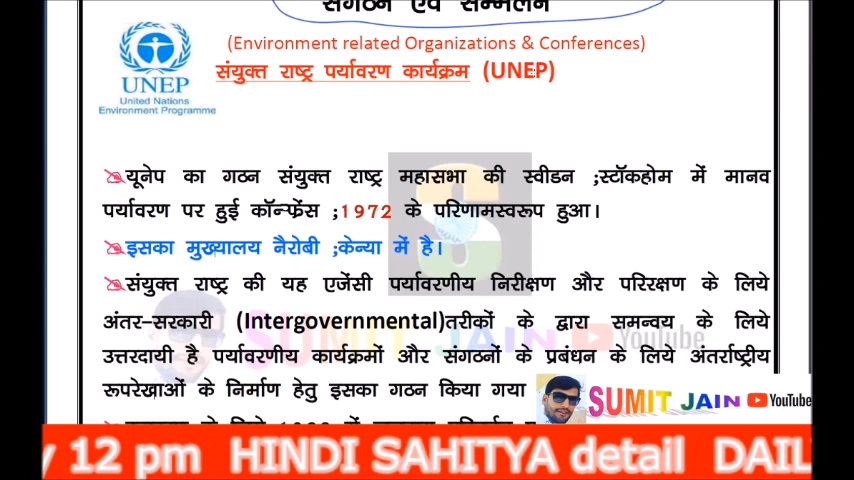 संगठन एवं सम्मेलन
(Environment related Organizations & Conferences)
संयुक्त राष्ट्र पर्यावरण कार्यक्रम (UNEP)
UNEP
United Nations
Environment Programme
यूनेप का गठन संयुक्त राष्ट्र महासभा की स्वीडन ;स्टॉकहोम में मानव
पर्यावरण पर हुई कॉन्फ्रेंस ;1972 के परिणामस्वरूप हुआ।
इसका मुख्यालय नैरोबी ;केन्या में है।
संयुक्त राष्ट्र की यह एजेंसी पर्यावरणीय निरीक्षण और परिरक्षण के लिये
अंतर-सरकारी (Intergovernmental)तरीकों के द्वारा समन्वय के लिये
उत्तरदायी है पर्यावरणीय कार्यक्रमों और संगठनों के प्रबंधन के लिये अंतर्राष्ट्रीय
रूपरेखाओं के निर्माण हेतु इसका गठन किया गया
SUMIT JAIN YouTube
SUMIT JAIN YouTube
y 12 pm HINDI SAHITYA detail DAIL